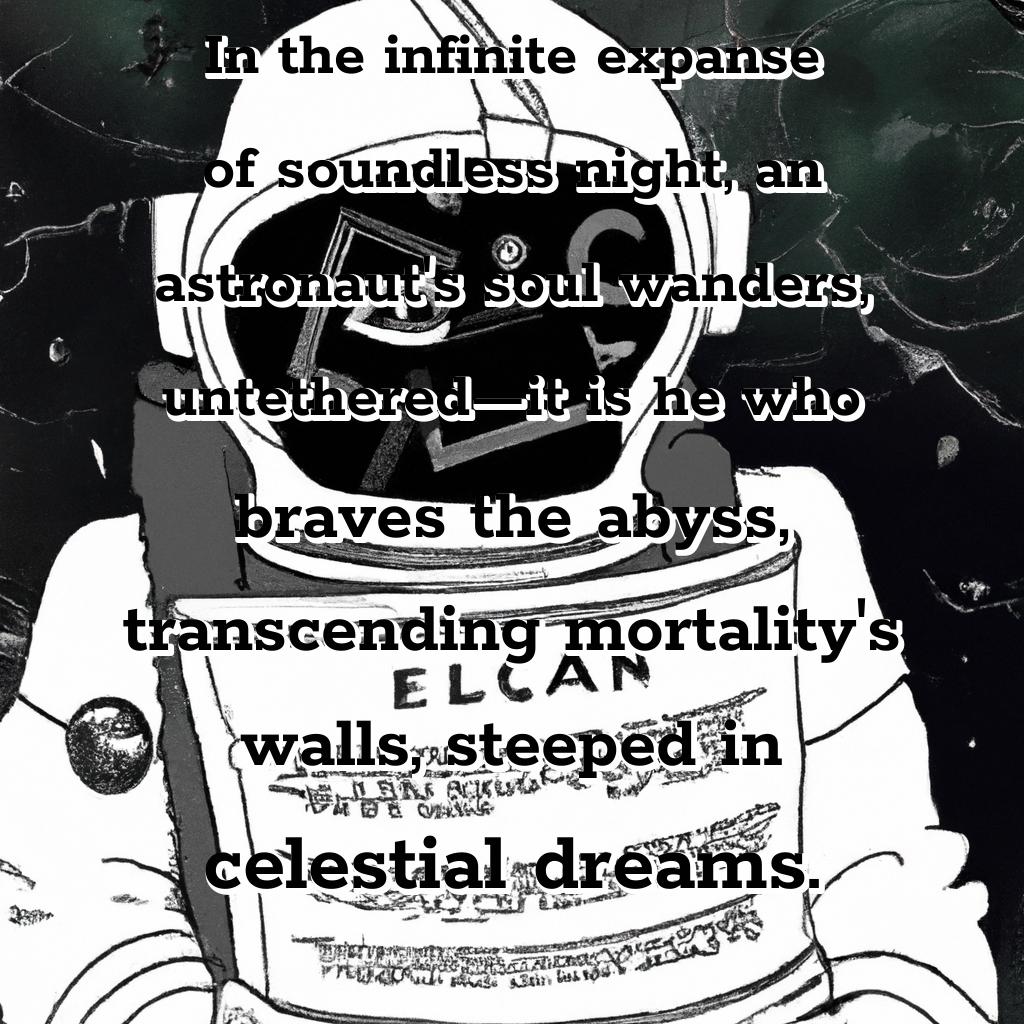 In the infinite expanse
of soundless night, an
astronaut's soul wanders,
untethered—it is he who
braves the abyss,
transcending mortality's
ELCAN
walls, steeped in
celestial dreams.